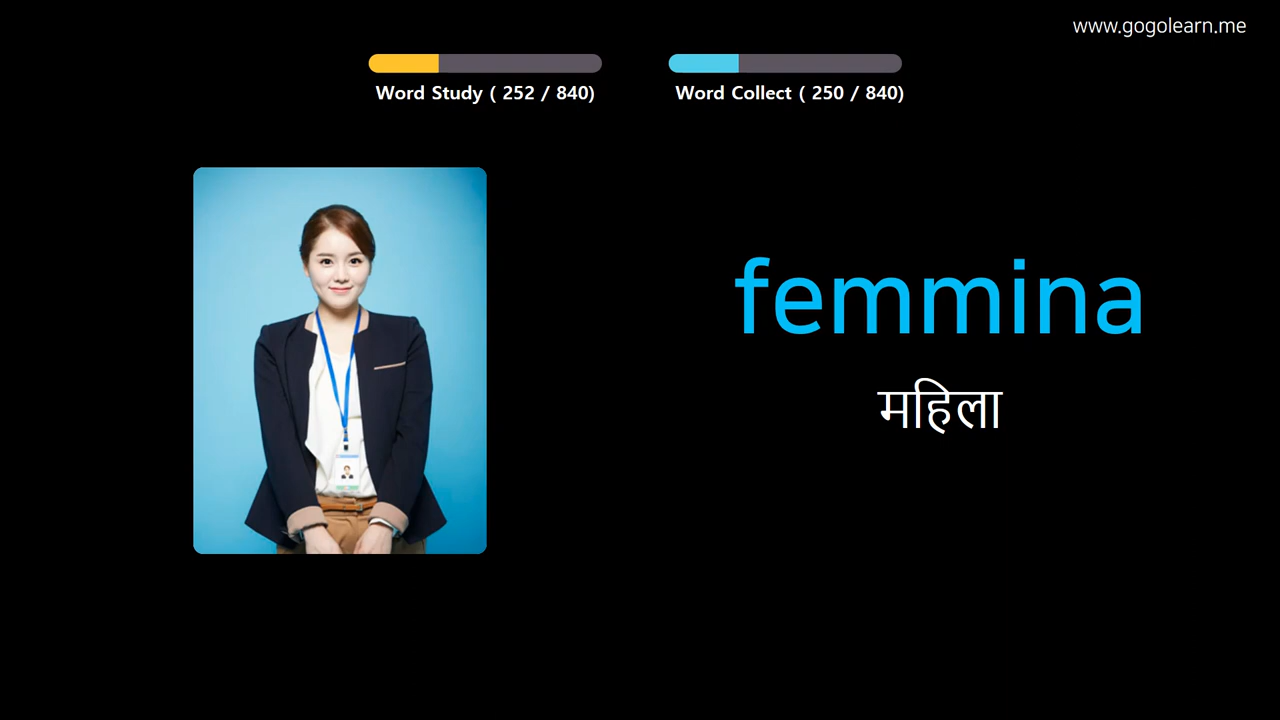 www.gogolearn.me
Word Study ( 252 / 840)
Word Collect ( 250 / 840)
femmina
महिला